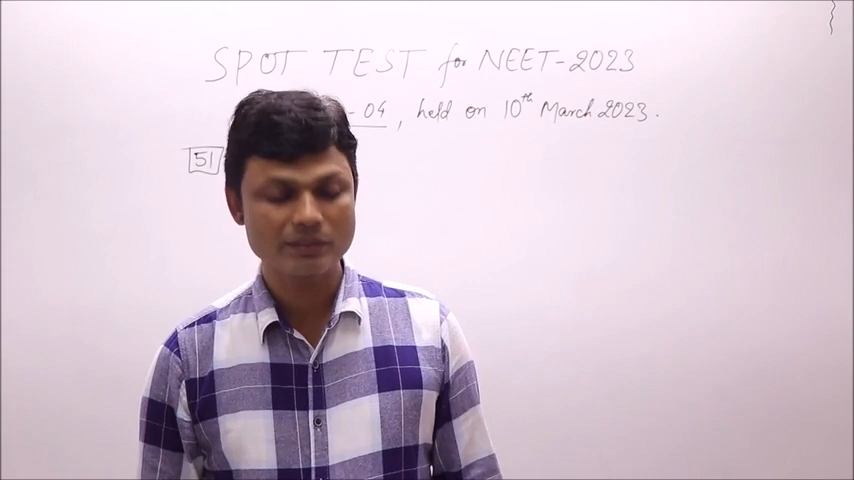 SPOT TEST for NEET-2023
- 04, held on 10th March 2023.
51